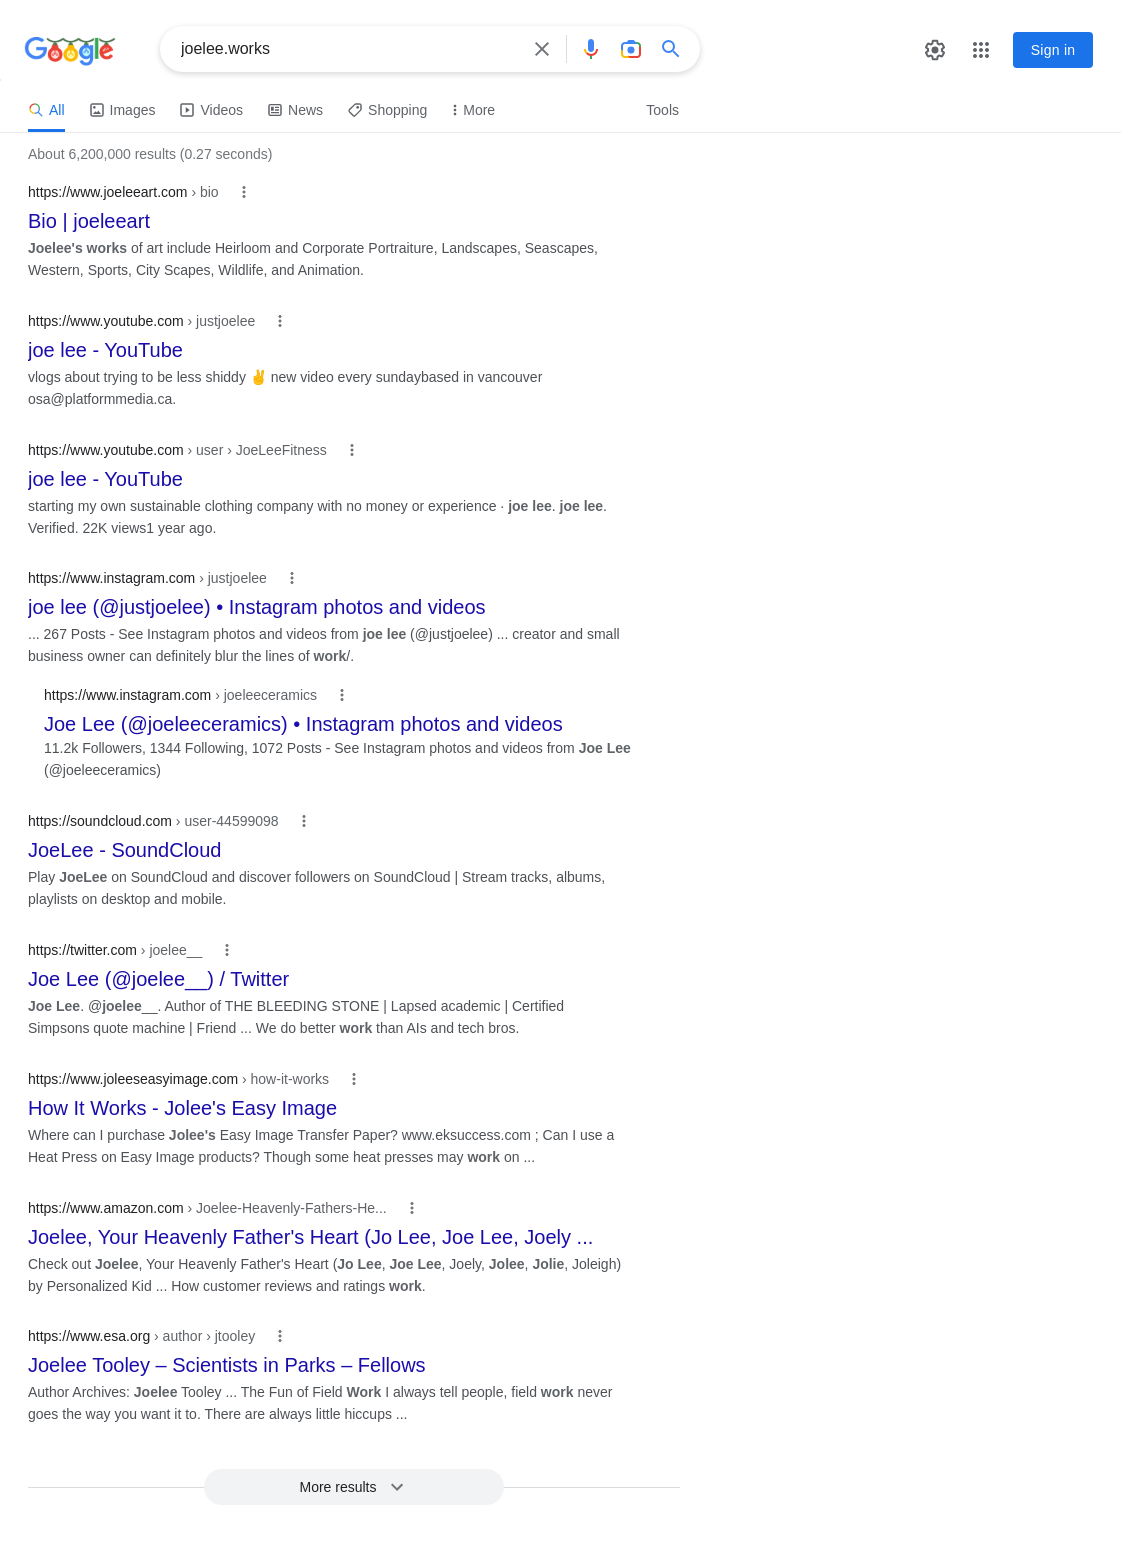 Google
joelee.works
Sign in
All
Images
Videos
News
Shopping
More
Tools
About 6,200,000 results (0.27 seconds)
https://www.joeleeart.com › bio
Bio | joeleeart
Joelee's works of art include Heirloom and Corporate Portraiture, Landscapes, Seascapes,
Western, Sports, City Scapes, Wildlife, and Animation.
https://www.youtube.com › justjoelee
joe lee - YouTube
vlogs about trying to be less shiddy ✌ new video every sundaybased in vancouver
osa@platformmedia.ca.
https://www.youtube.com › user › JoeLeeFitness
joe lee - YouTube
starting my own sustainable clothing company with no money or experience · joe lee. joe lee.
Verified. 22K views1 year ago.
https://www.instagram.com › justjoelee
joe lee (@justjoelee) • Instagram photos and videos
... 267 Posts - See Instagram photos and videos from joe lee (@justjoelee) ... creator and small
business owner can definitely blur the lines of work/.
https://www.instagram.com › joeleeceramics
Joe Lee (@joeleeceramics) • Instagram photos and videos
11.2k Followers, 1344 Following, 1072 Posts - See Instagram photos and videos from Joe Lee
(@joeleeceramics)
https://soundcloud.com › user-44599098
JoeLee - SoundCloud
Play JoeLee on SoundCloud and discover followers on SoundCloud | Stream tracks, albums,
playlists on desktop and mobile.
https://twitter.com › joelee__
Joe Lee (@joelee__) / Twitter
Joe Lee. @joelee__. Author of THE BLEEDING STONE | Lapsed academic | Certified
Simpsons quote machine | Friend ... We do better work than AIs and tech bros.
https://www.joleeseasyimage.com › how-it-works
How It Works - Jolee's Easy Image
Where can I purchase Jolee's Easy Image Transfer Paper? www.eksuccess.com ; Can I use a
Heat Press on Easy Image products? Though some heat presses may work on ...
https://www.amazon.com › Joelee-Heavenly-Fathers-He...
Joelee, Your Heavenly Father's Heart (Jo Lee, Joe Lee, Joely ...
Check out Joelee, Your Heavenly Father's Heart (Jo Lee, Joe Lee, Joely, Jolee, Jolie, Joleigh)
by Personalized Kid ... How customer reviews and ratings work.
https://www.esa.org › author › jtooley
Joelee Tooley – Scientists in Parks – Fellows
Author Archives: Joelee Tooley ... The Fun of Field Work I always tell people, field work never
goes the way you want it to. There are always little hiccups ...
More results